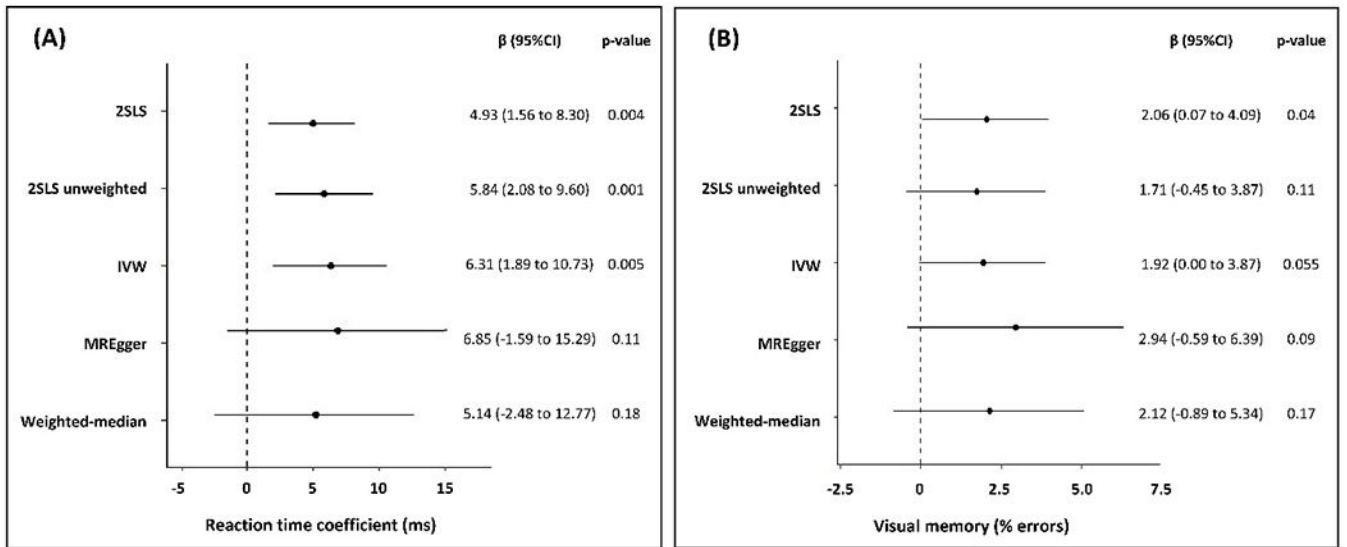 (A) β (95%CI) p-value
2SLS 4.93 (1.56 to 8.30) 0.004
2SLS unweighted 5.84 (2.08 to 9.60) 0.001
IVW 6.31 (1.89 to 10.73) 0.005
MREgger 6.85 (-1.59 to 15.29) 0.11
Weighted-median 5.14 (-2.48 to 12.77) 0.18
-5 0 5 10 15
Reaction time coefficient (ms)
(B) β (95%CI) p-value
2SLS 2.06 (0.07 to 4.09) 0.04
2SLS unweighted 1.71 (-0.45 to 3.87) 0.11
IVW 1.92 (0.00 to 3.87) 0.055
MREgger 2.94 (-0.59 to 6.39) 0.09
Weighted-median 2.12 (-0.89 to 5.34) 0.17
-2.5 0 2.5 5.0 7.5
Visual memory (% errors)